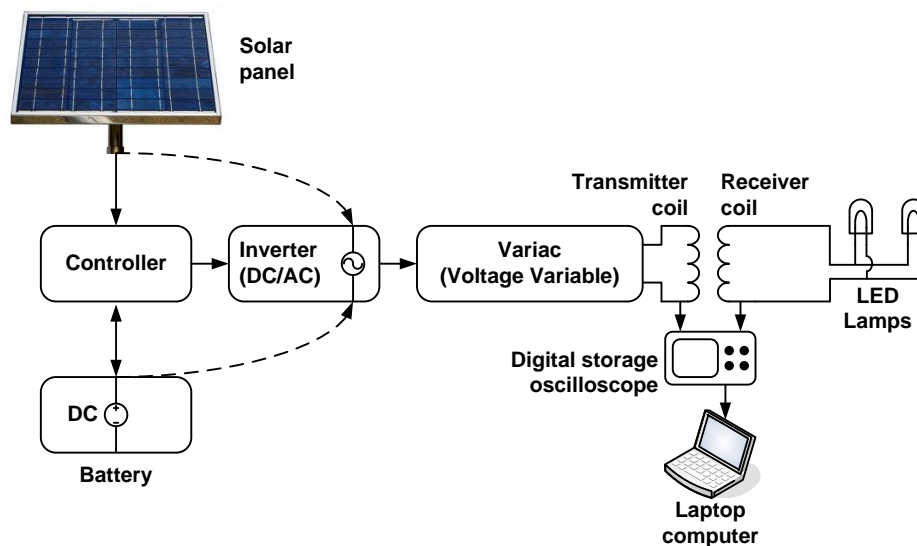 Solar
panel
Transmitter
coil
Receiver
coil
Controller
Inverter
(DC/AC)
Variac
(Voltage Variable)
LED
Lamps
Digital storage
oscilloscope
DC
+
−
Battery
Laptop
computer